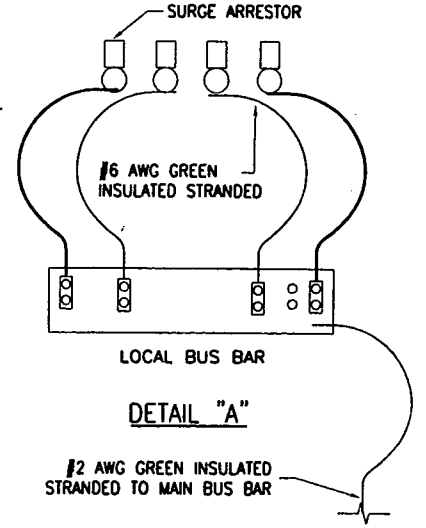 SURGE ARRESTOR
#6 AWG GREEN
INSULATED STRANDED
LOCAL BUS BAR
DETAIL "A"
#2 AWG GREEN INSULATED
STRANDED TO MAIN BUS BAR